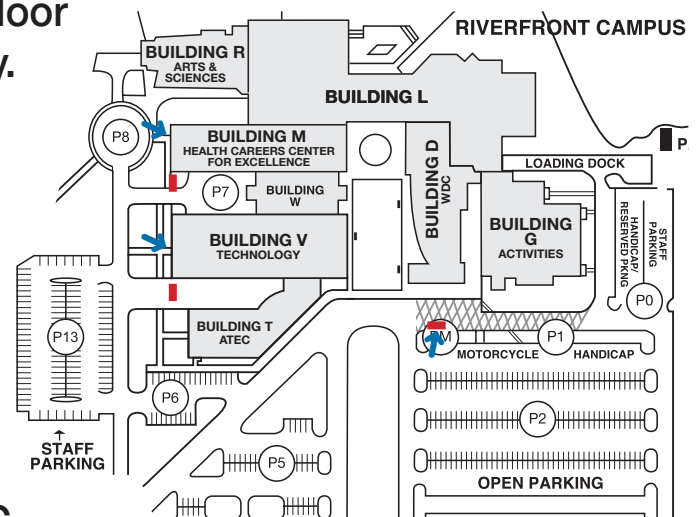 loor
y.
RIVERFRONT CAMPUS
BUILDING R
ARTS &
SCIENCES
BUILDING L
P8
BUILDING M
HEALTH CAREERS CENTER
FOR EXCELLENCE
P7
BUILDING
W
BUILDING D
WDC
LOADING DOCK
P
BUILDING V
TECHNOLOGY
BUILDING
G
ACTIVITIES
HANDICAP/
RESERVED PKNG
STAFF
PARKING
P0
P13
BUILDING T
ATEC
M
P1
MOTORCYCLE
HANDICAP
P6
P2
STAFF
PARKING
P5
OPEN PARKING